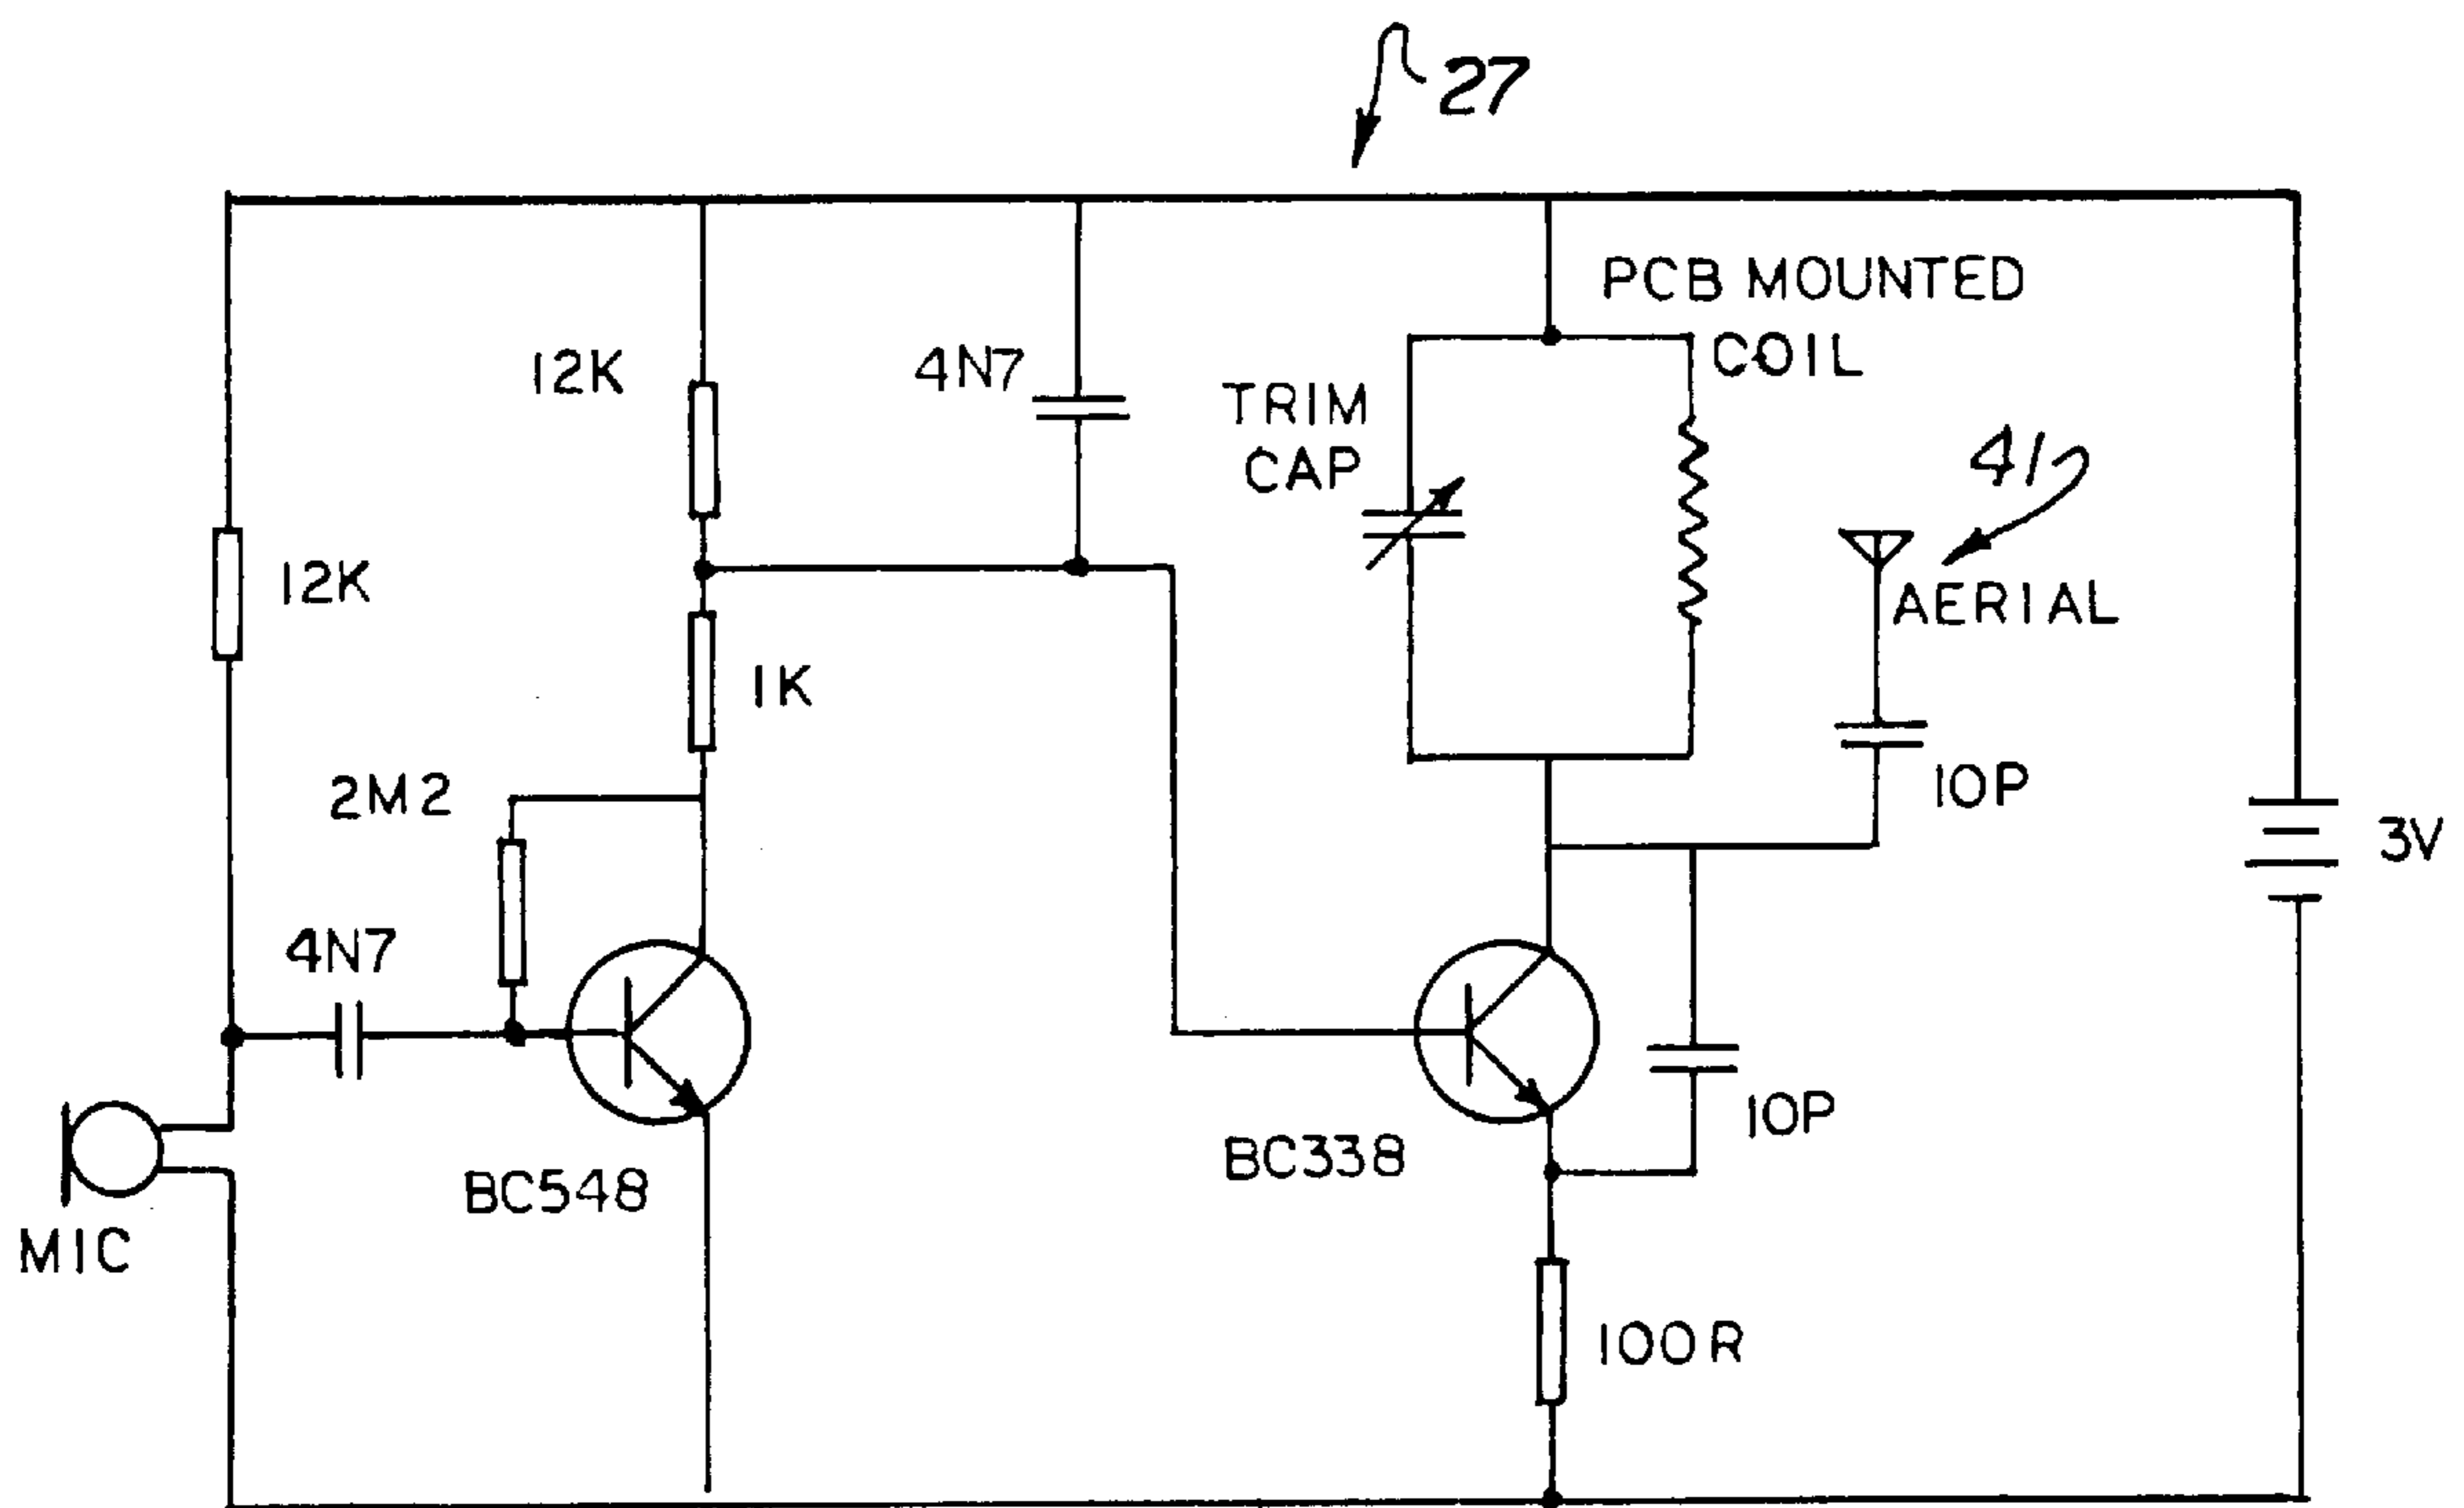 27
PCB MOUNTED
COIL
12K
4N7
TRIM
CAP
41
AERIAL
12K
1K
2M2
10P
3V
4N7
10P
BC338
BC548
MIC
100R